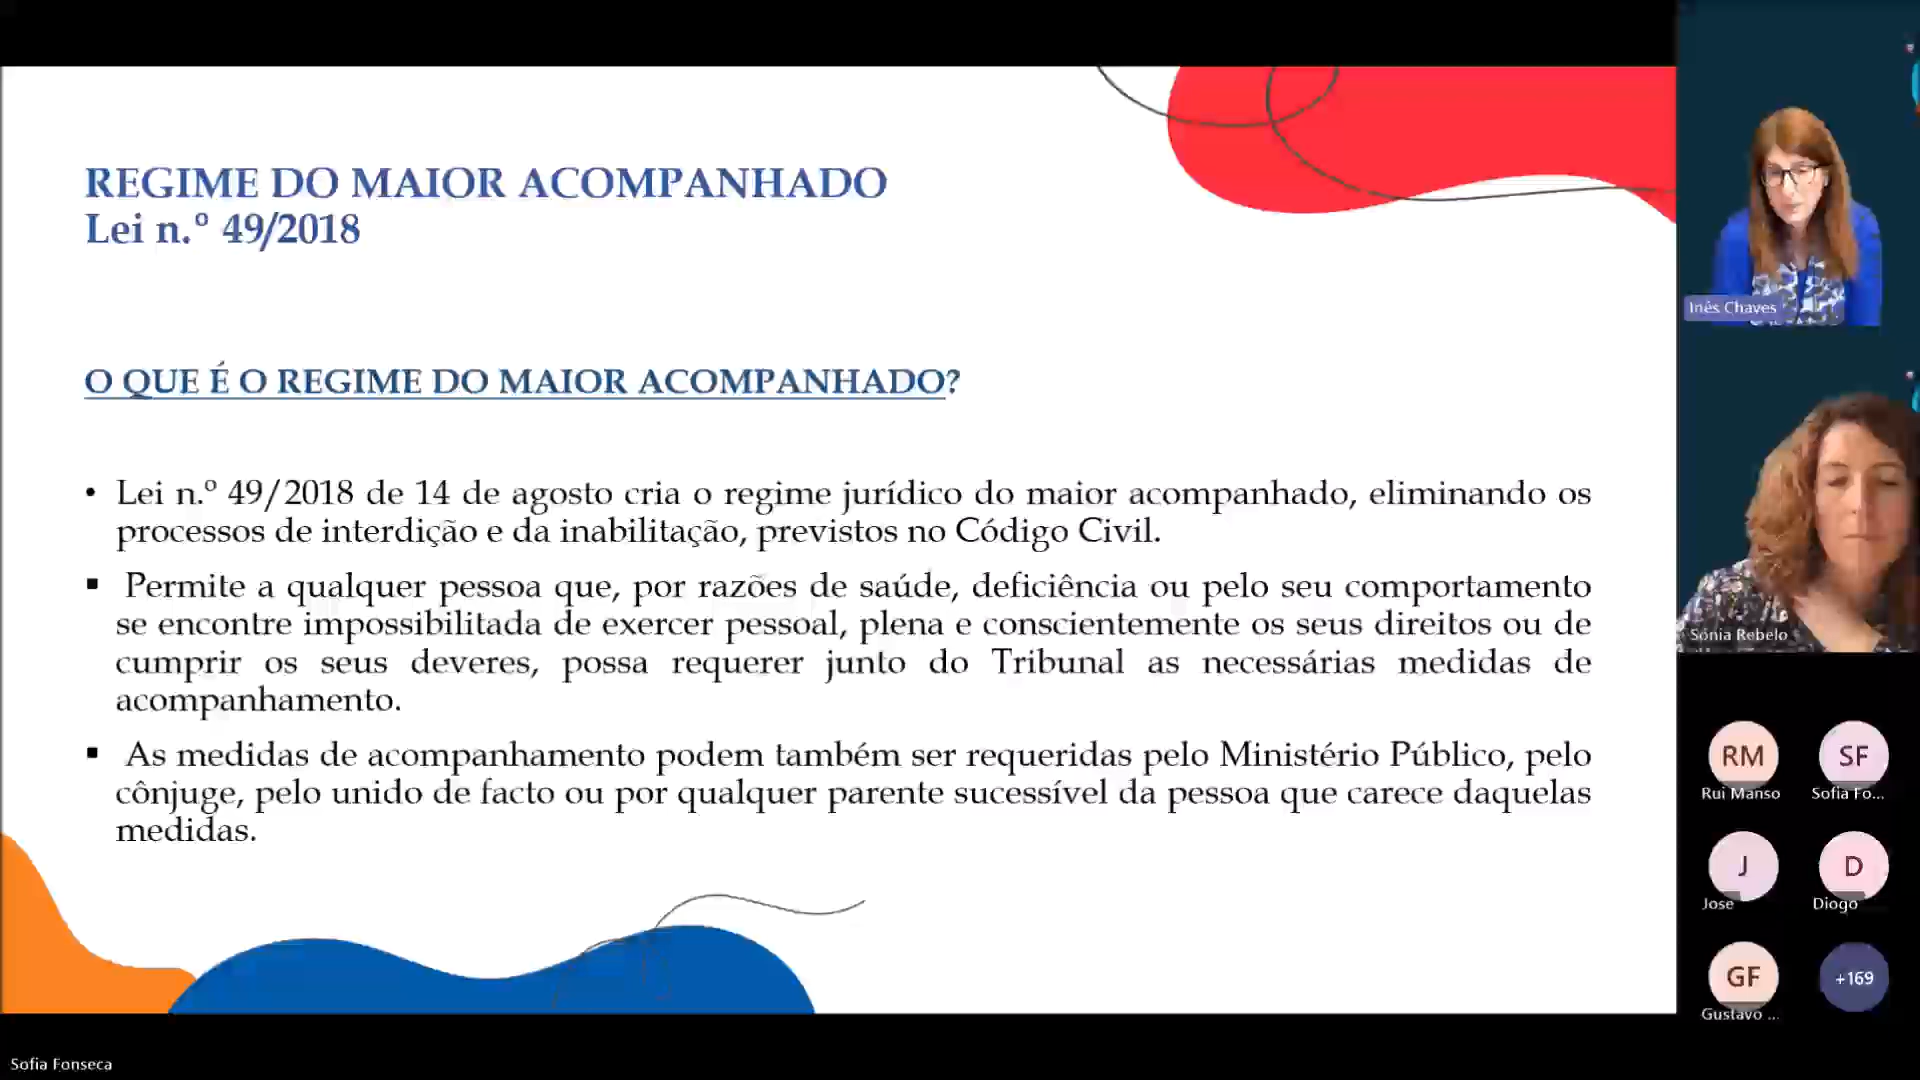 REGIME DO MAIOR ACOMPANHADO
Lei n.º 49/2018
O QUE É O REGIME DO MAIOR ACOMPANHADO?
• Lei n.º 49/2018 de 14 de agosto cria o regime jurídico do maior acompanhado, eliminando os
processos de interdição e da inabilitação, previstos no Código Civil.
▪ Permite a qualquer pessoa que, por razões de saúde, deficiência ou pelo seu comportamento
se encontre impossibilitada de exercer pessoal, plena e conscientemente os seus direitos ou de
cumprir os seus deveres, possa requerer junto do Tribunal as necessárias medidas de
acompanhamento.
▪ As medidas de acompanhamento podem também ser requeridas pelo Ministério Público, pelo
cônjuge, pelo unido de facto ou por qualquer parente sucessível da pessoa que carece daquelas
medidas.
Inês Chaves
Sónia Rebelo
RM SF
Rui Manso Sofia Fo...
J D
Jose Diogo
GF +169
Gustavo ...
Sofia Fonseca